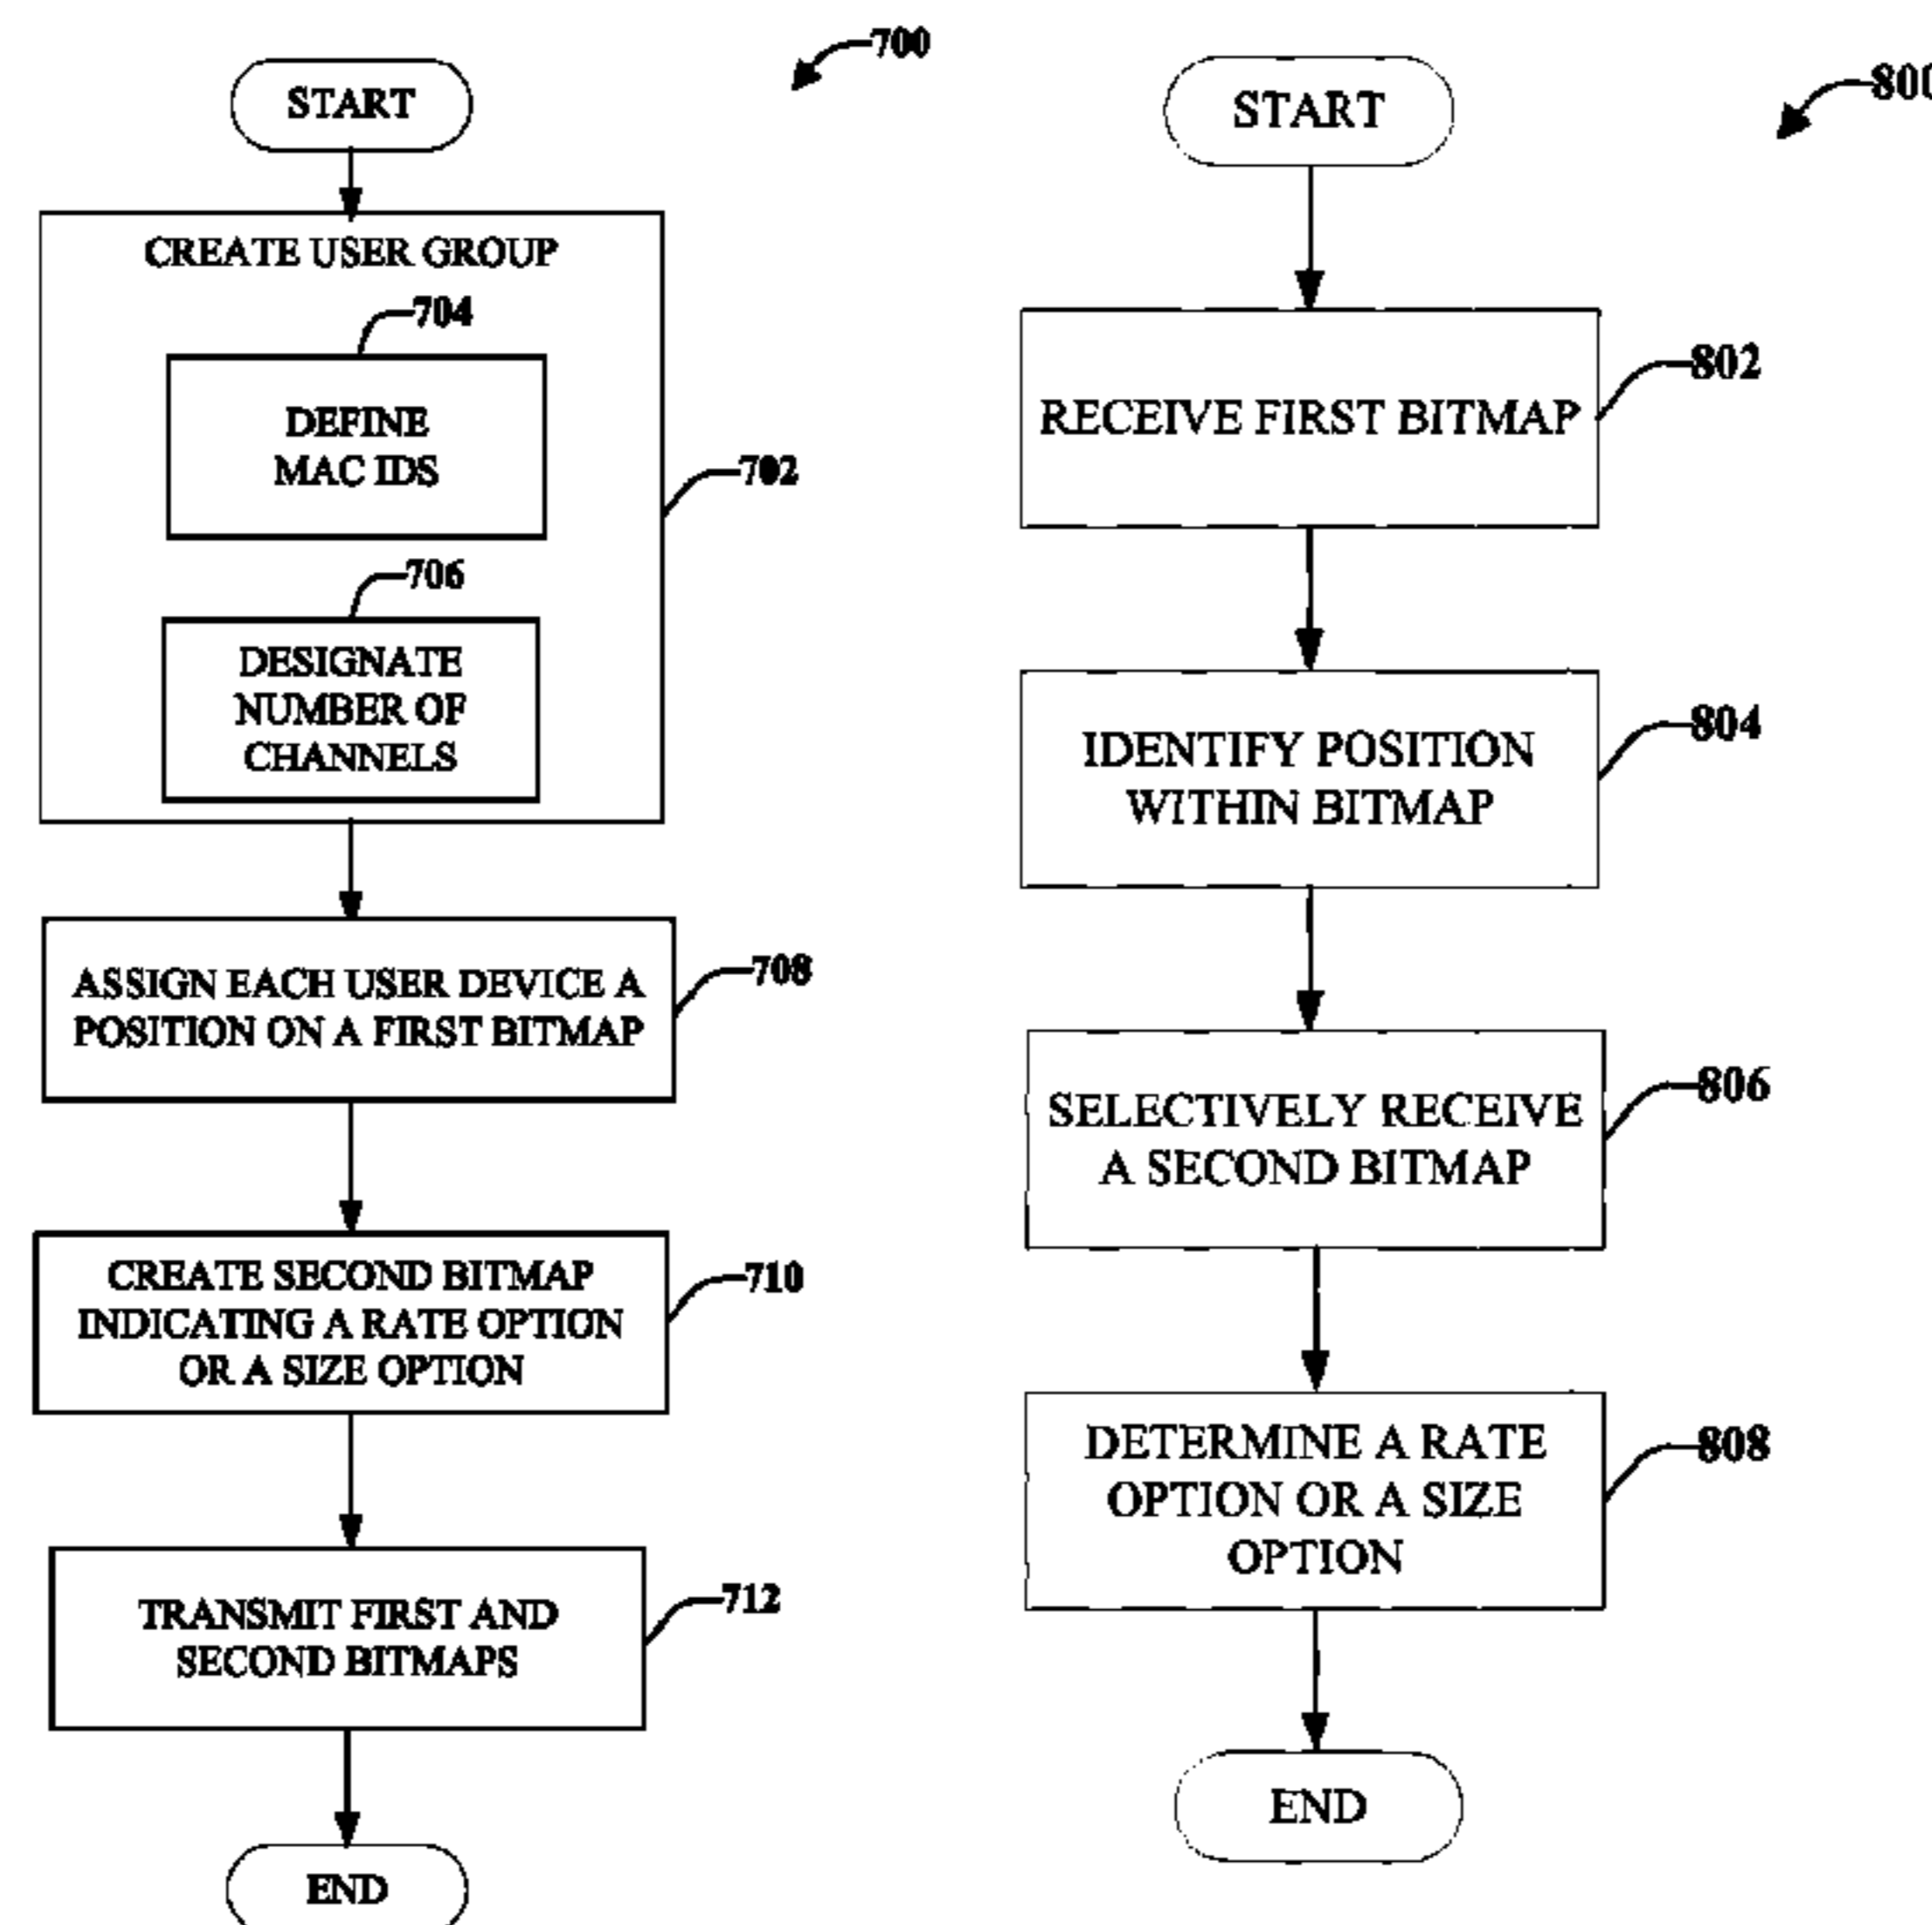 700
START
CREATE USER GROUP
704
DEFINE
MAC IDS
702
706
DESIGNATE
NUMBER OF
CHANNELS
ASSIGN EACH USER DEVICE A
POSITION ON A FIRST BITMAP
708
CREATE SECOND BITMAP
INDICATING A RATE OPTION
OR A SIZE OPTION
710
TRANSMIT FIRST AND
SECOND BITMAPS
712
END
800
START
RECEIVE FIRST BITMAP
802
IDENTIFY POSITION
WITHIN BITMAP
804
SELECTIVELY RECEIVE
A SECOND BITMAP
806
DETERMINE A RATE
OPTION OR A SIZE
OPTION
808
END